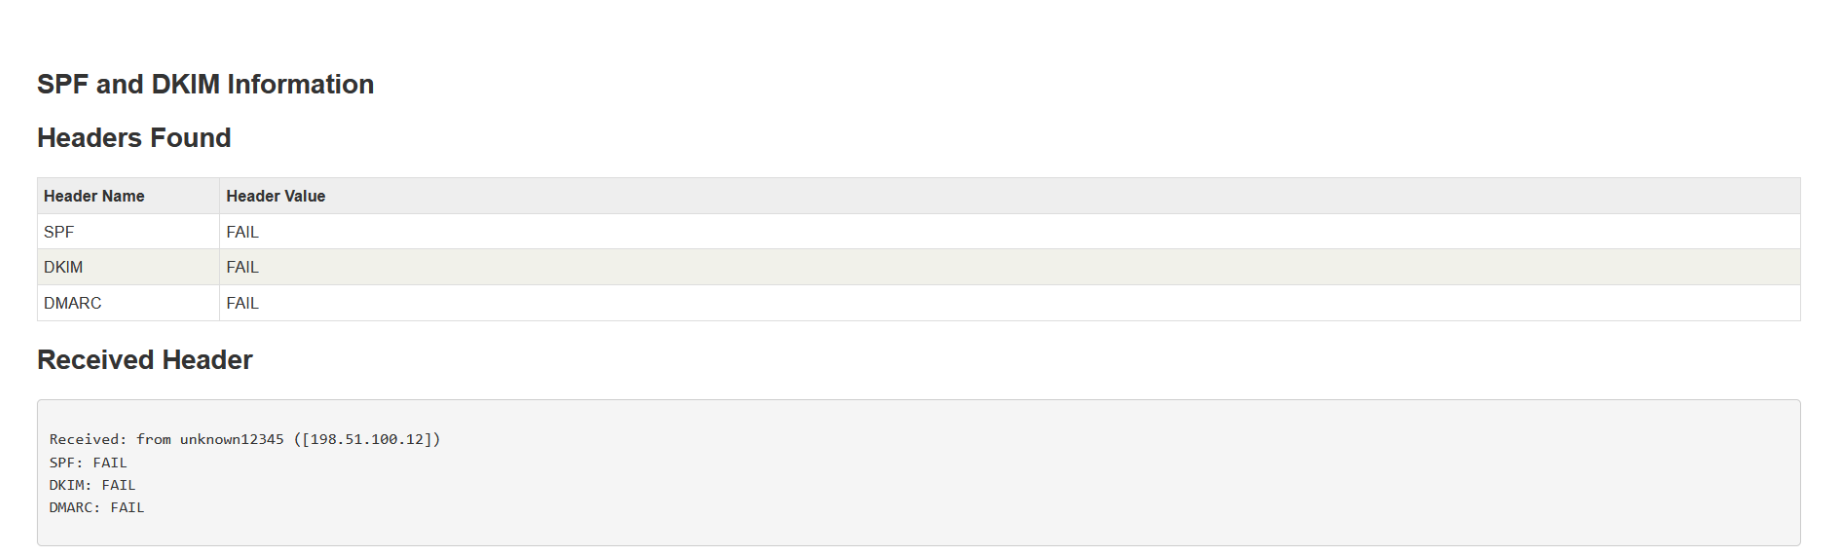 SPF and DKIM Information
Headers Found
Header Name Header Value
SPF FAIL
DKIM FAIL
DMARC FAIL
Received Header
Received: from unknown12345 ([198.51.100.12])
SPF: FAIL
DKIM: FAIL
DMARC: FAIL